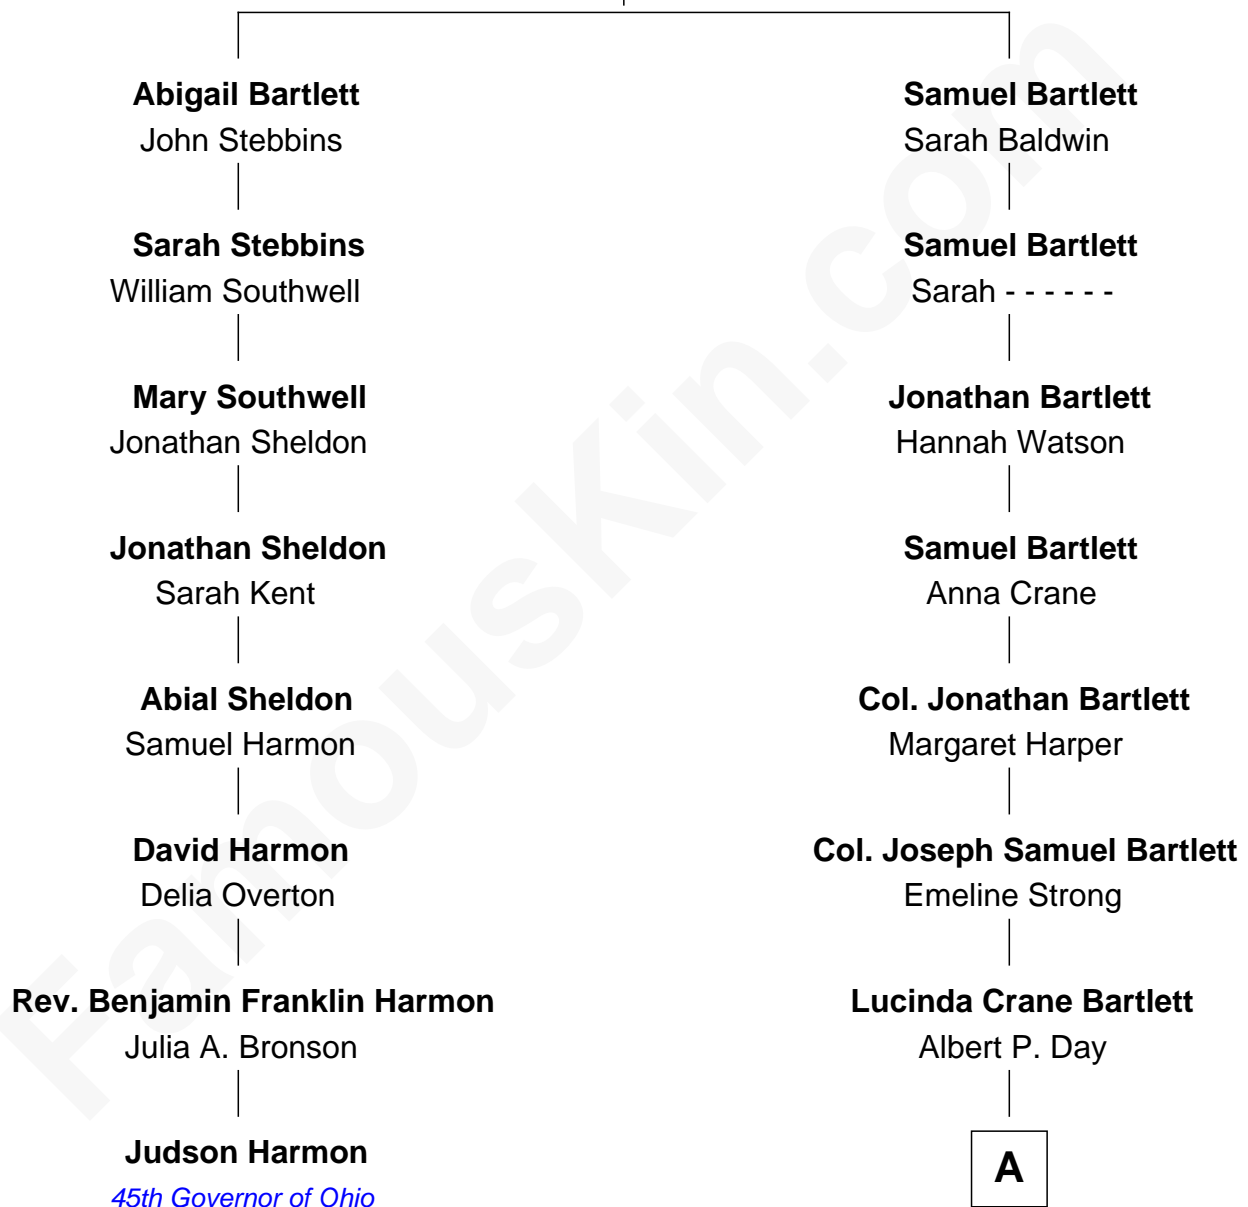 Abigail Bartlett
John Stebbins
Sarah Stebbins
William Southwell
Mary Southwell
Jonathan Sheldon
Jonathan Sheldon
Sarah Kent
Abial Sheldon
Samuel Harmon
David Harmon
Delia Overton
Rev. Benjamin Franklin Harmon
Julia A. Bronson
Judson Harmon
45th Governor of Ohio
Samuel Bartlett
Sarah Baldwin
Samuel Bartlett
Sarah - - - - - -
Jonathan Bartlett
Hannah Watson
Samuel Bartlett
Anna Crane
Col. Jonathan Bartlett
Margaret Harper
Col. Joseph Samuel Bartlett
Emeline Strong
Lucinda Crane Bartlett
Albert P. Day
A
FamousKin.com